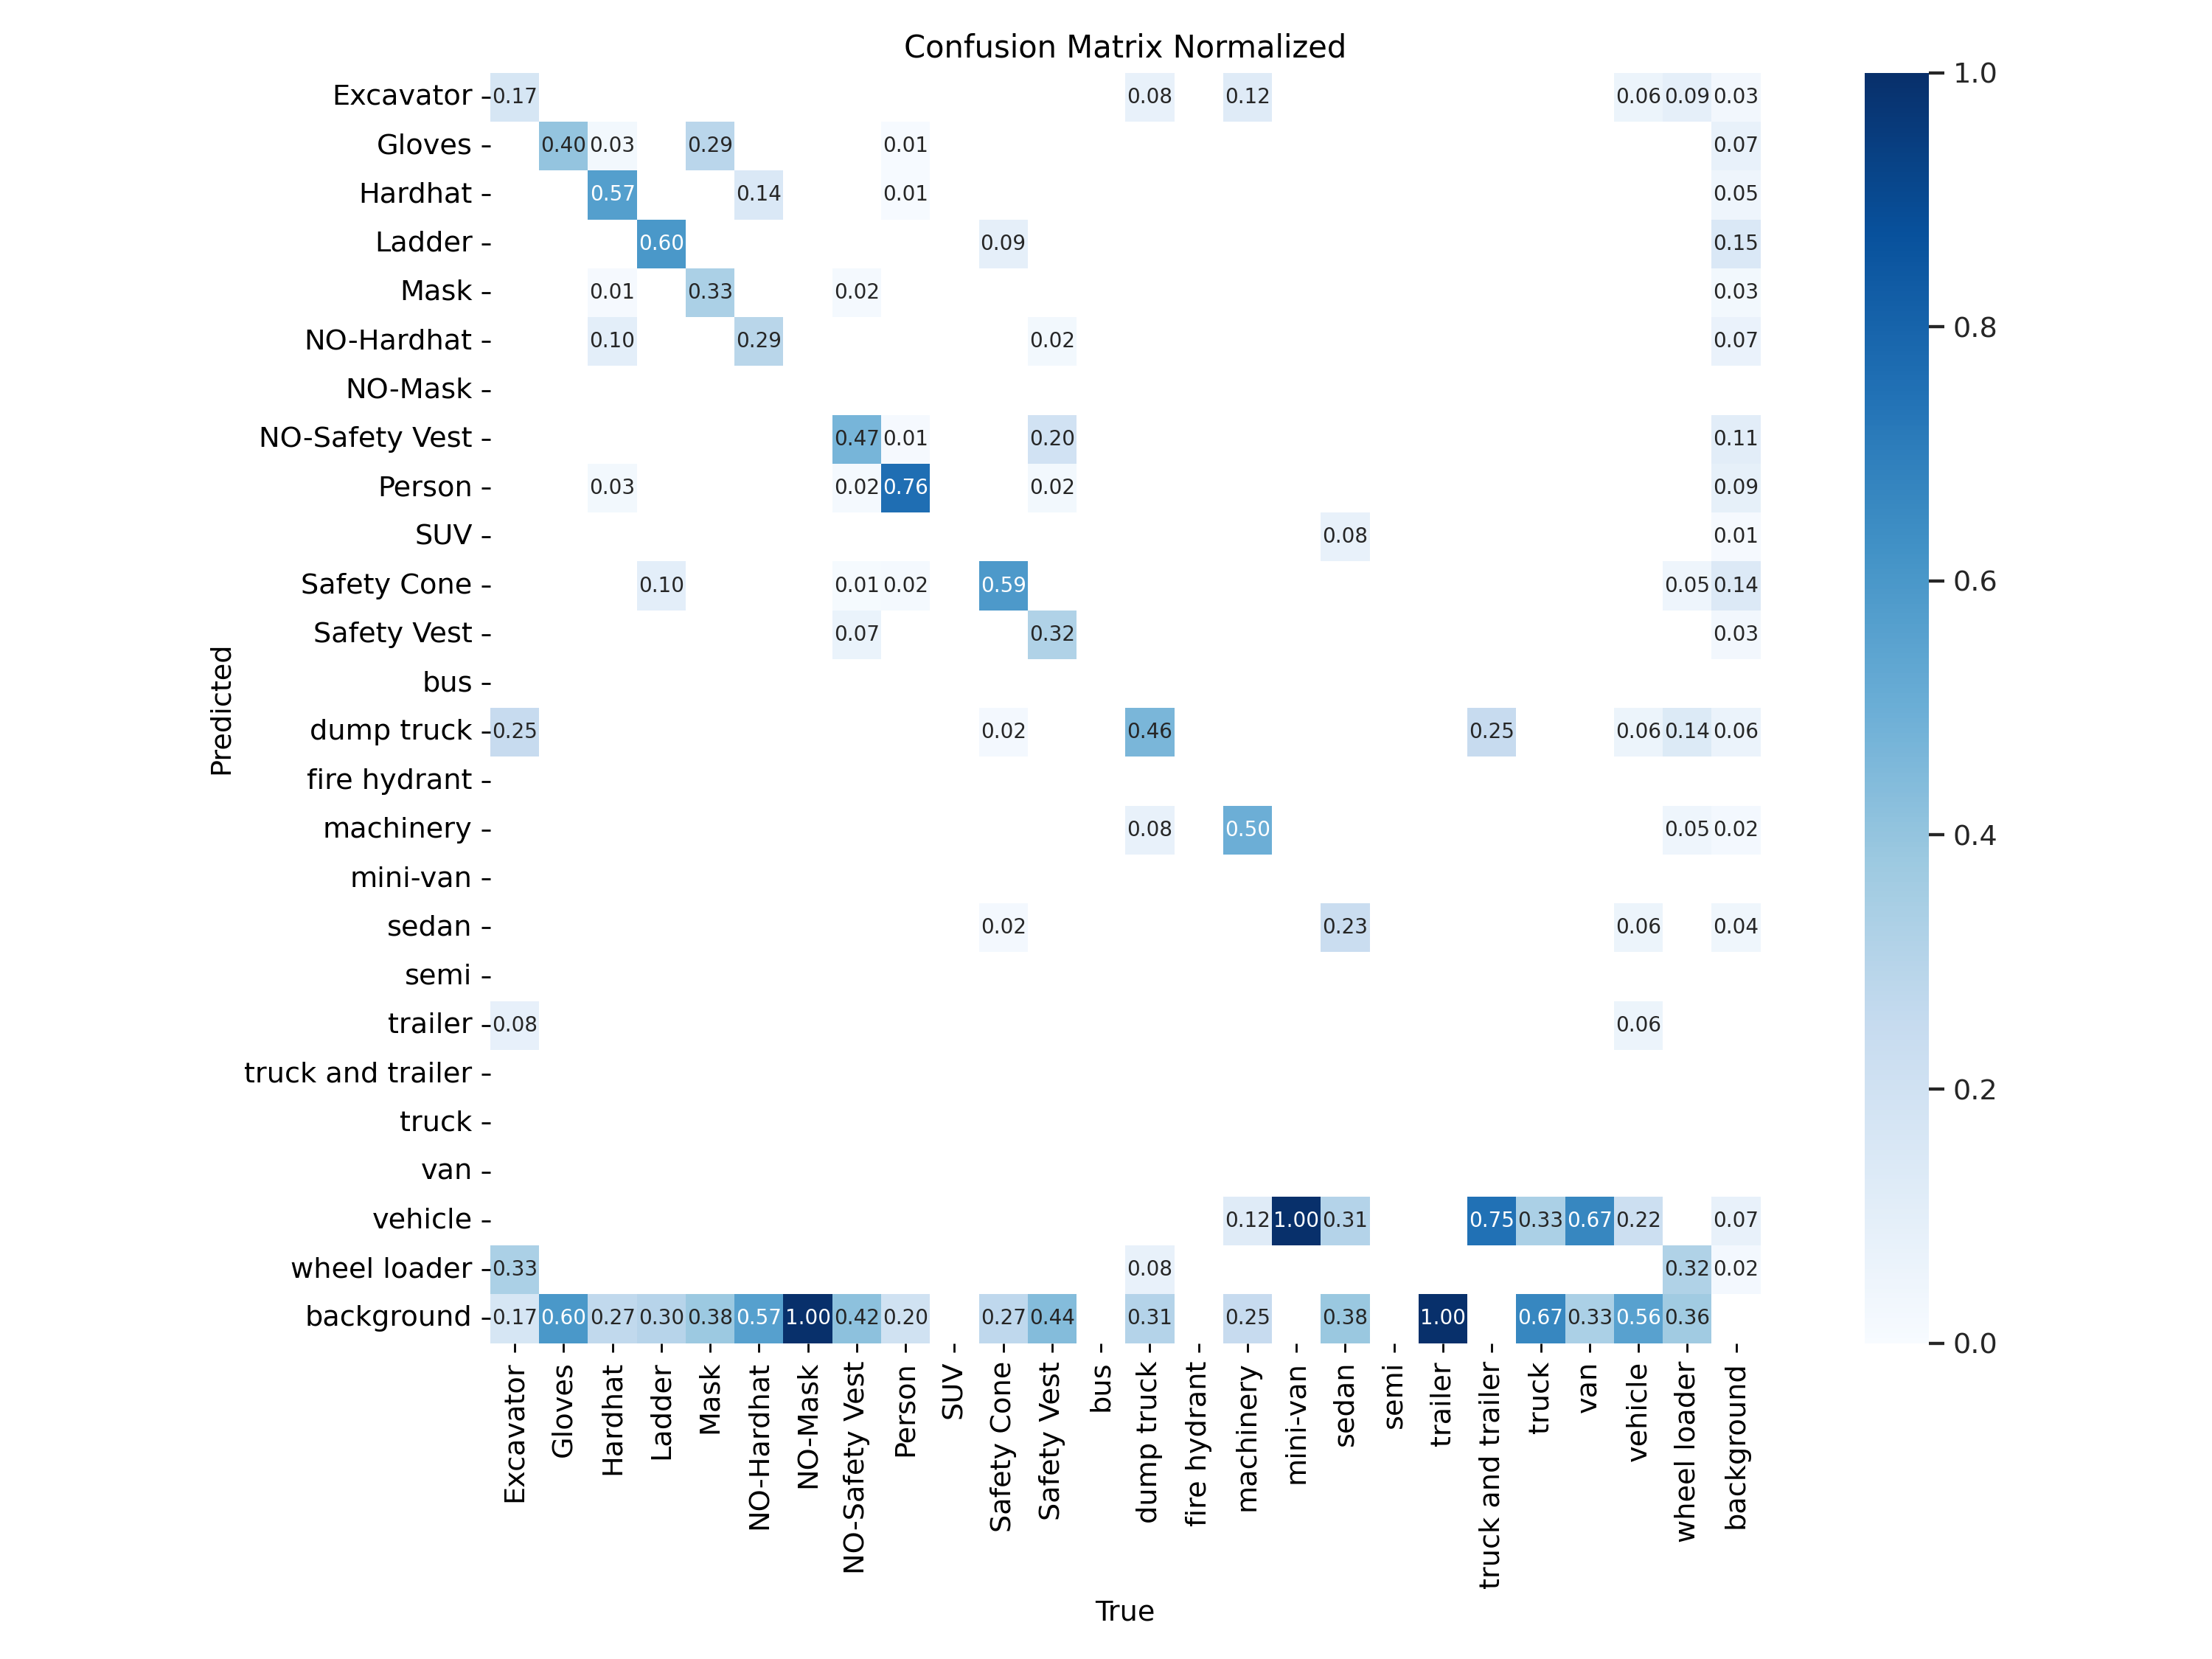 Confusion Matrix Normalized
Excavator 0.17 0.08 0.12 0.06 0.09 0.03
Gloves 0.40 0.03 0.29 0.01 0.07
Hardhat 0.57 0.14 0.01 0.05
Ladder 0.60 0.09 0.15
Mask 0.01 0.33 0.02 0.03
NO-Hardhat 0.10 0.29 0.02 0.07
NO-Mask
NO-Safety Vest 0.47 0.01 0.20 0.11
Person 0.03 0.02 0.76 0.02 0.09
SUV 0.08 0.01
Safety Cone 0.10 0.01 0.02 0.59 0.05 0.14
Safety Vest 0.07 0.32 0.03
bus
dump truck 0.25 0.02 0.46 0.25 0.06 0.14 0.06
fire hydrant
machinery 0.08 0.50 0.05 0.02
mini-van
sedan 0.02 0.23 0.06 0.04
semi
trailer 0.08 0.06
truck and trailer
truck
van
vehicle 0.12 1.00 0.31 0.75 0.33 0.67 0.22 0.07
wheel loader 0.33 0.08 0.32 0.02
background 0.17 0.60 0.27 0.30 0.38 0.57 1.00 0.42 0.20 0.27 0.44 0.31 0.25 0.38 1.00 0.67 0.33 0.56 0.36
Predicted
Excavator
Gloves
Hardhat
Ladder
Mask
NO-Hardhat
NO-Mask
NO-Safety Vest
Person
SUV
Safety Cone
Safety Vest
bus
dump truck
fire hydrant
machinery
mini-van
sedan
semi
trailer
truck and trailer
truck
van
vehicle
wheel loader
background
True
1.0
0.8
0.6
0.4
0.2
0.0